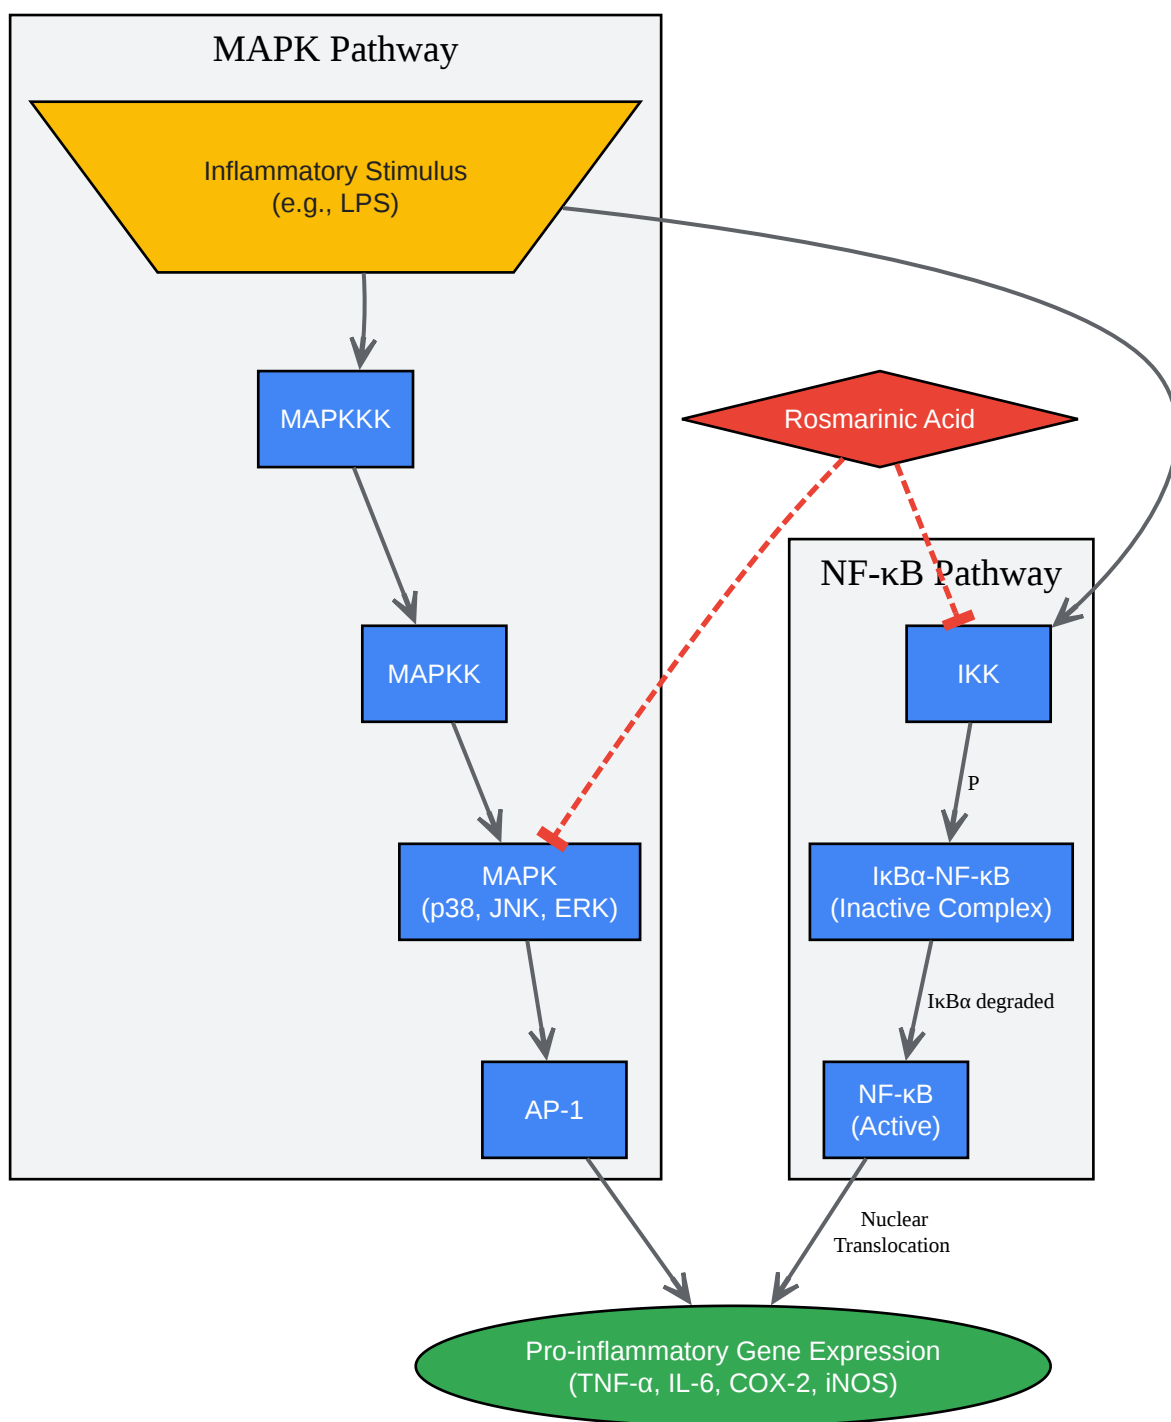 MAPK Pathway
Inflammatory Stimulus
(e.g., LPS)
MAPKKK
Rosmarinic Acid
NF-κB Pathway
MAPKK
IKK
P
MAPK
(p38, JNK, ERK)
IκBα-NF-κB
(Inactive Complex)
IκBα degraded
AP-1
NF-κB
(Active)
Nuclear
Translocation
Pro-inflammatory Gene Expression
(TNF-α, IL-6, COX-2, iNOS)